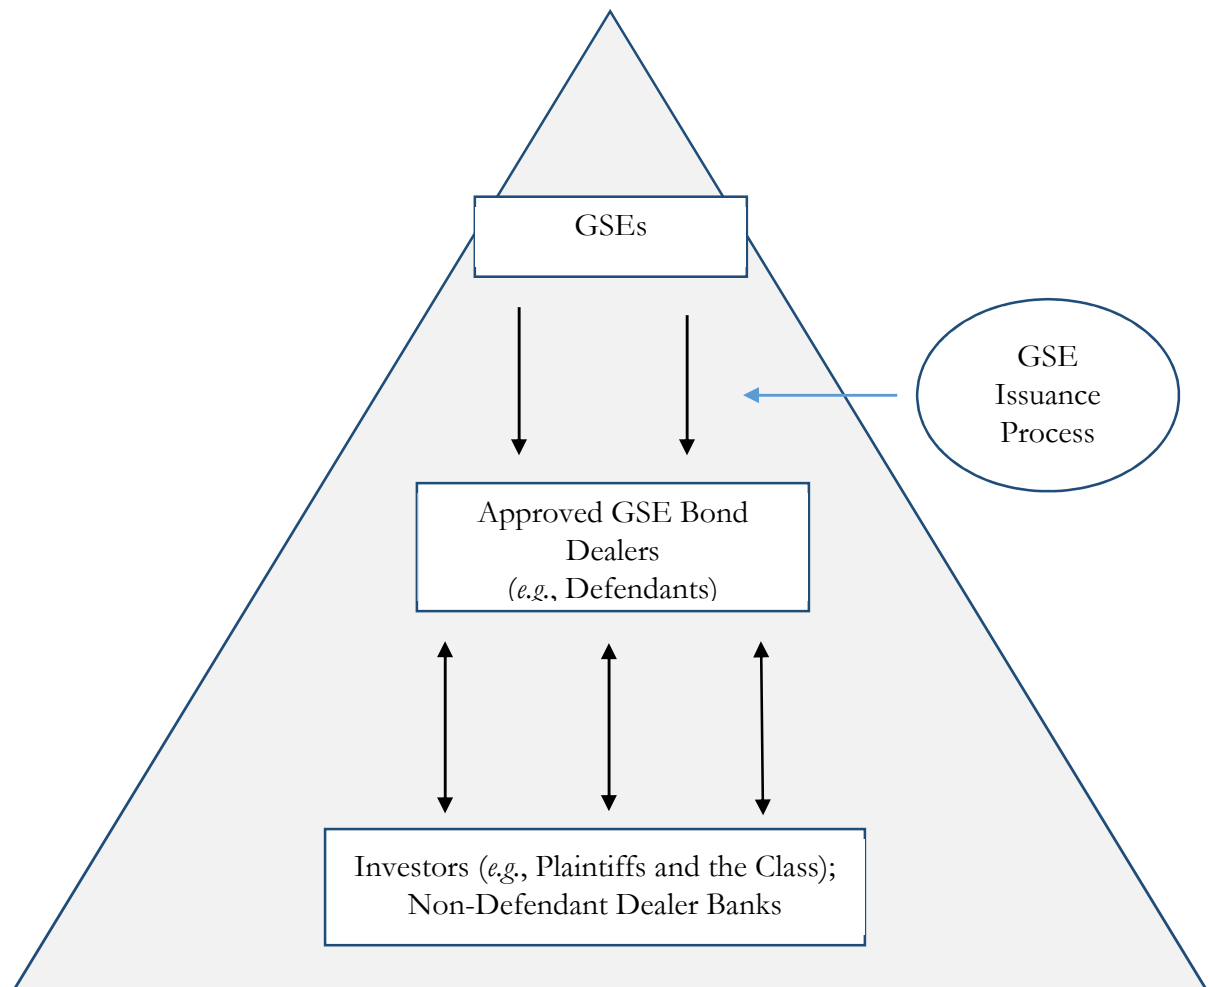 GSEs
GSE
Issuance
Process
Approved GSE Bond
Dealers
(e.g., Defendants)
Investors (e.g., Plaintiffs and the Class);
Non-Defendant Dealer Banks